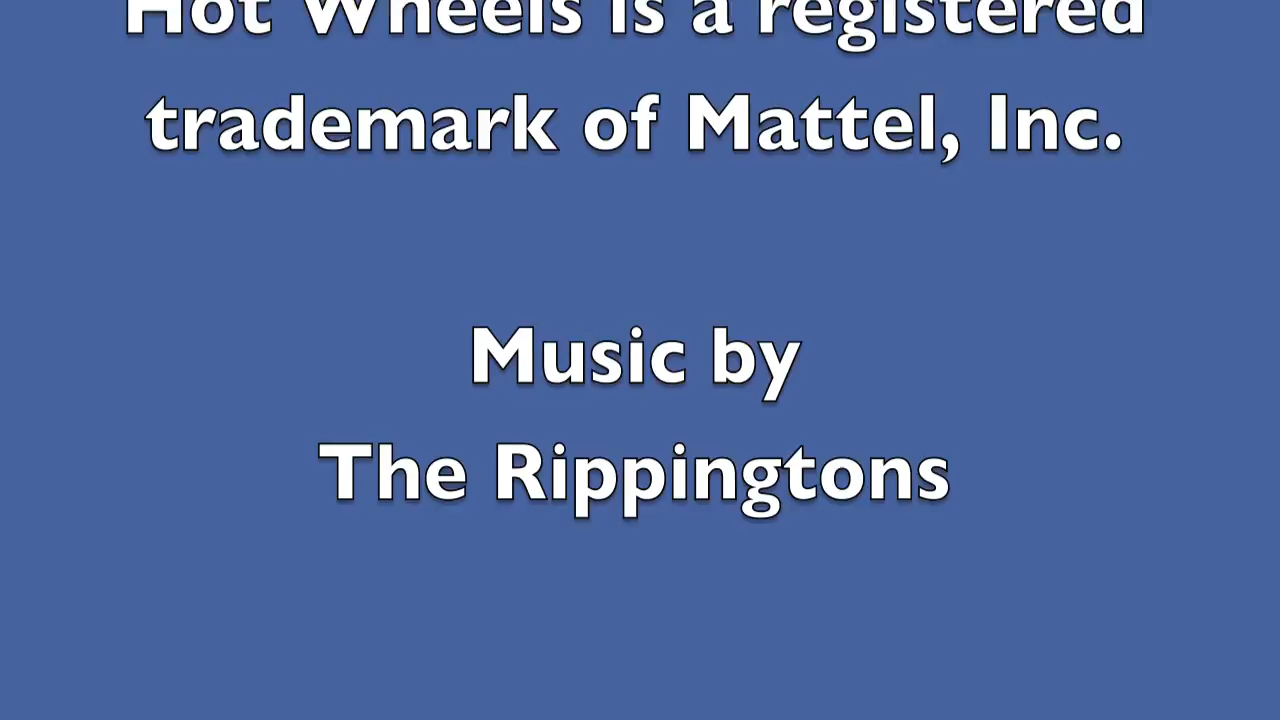 Hot Wheels is a registered
trademark of Mattel, Inc.
Music by
The Rippingtons